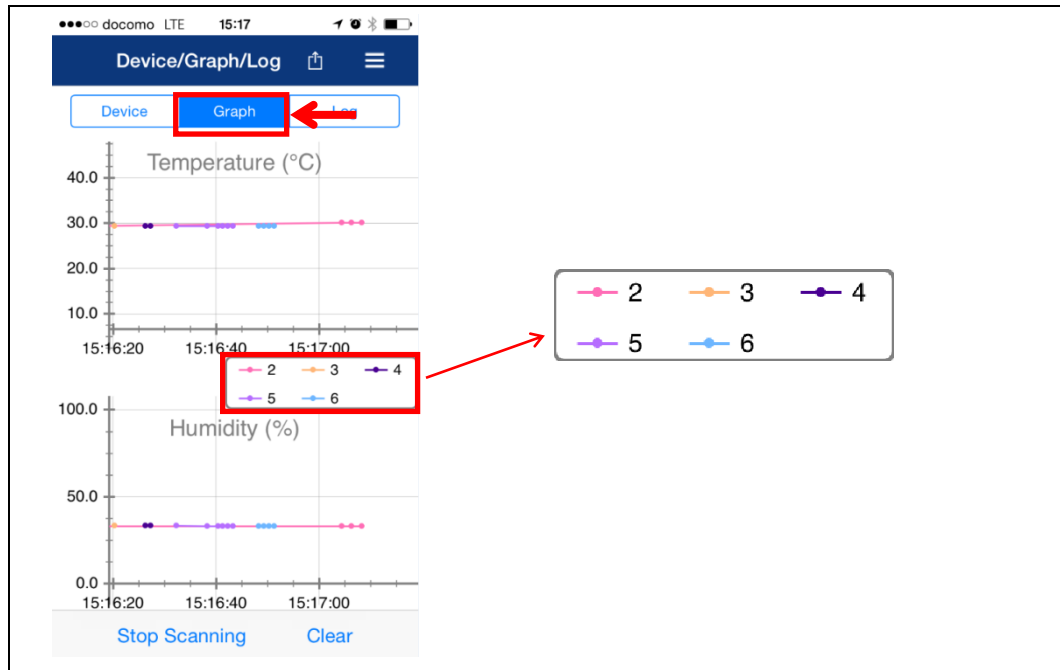 docomo LTE 15:17
Device/Graph/Log
Device Graph
Temperature (°C)
40.0
30.0
20.0
10.0
15:16:20 15:16:40 15:17:00
2 3 4
5 6
100.0
Humidity (%)
50.0
0.0
15:16:20 15:16:40 15:17:00
Stop Scanning Clear
2 3 4
5 6